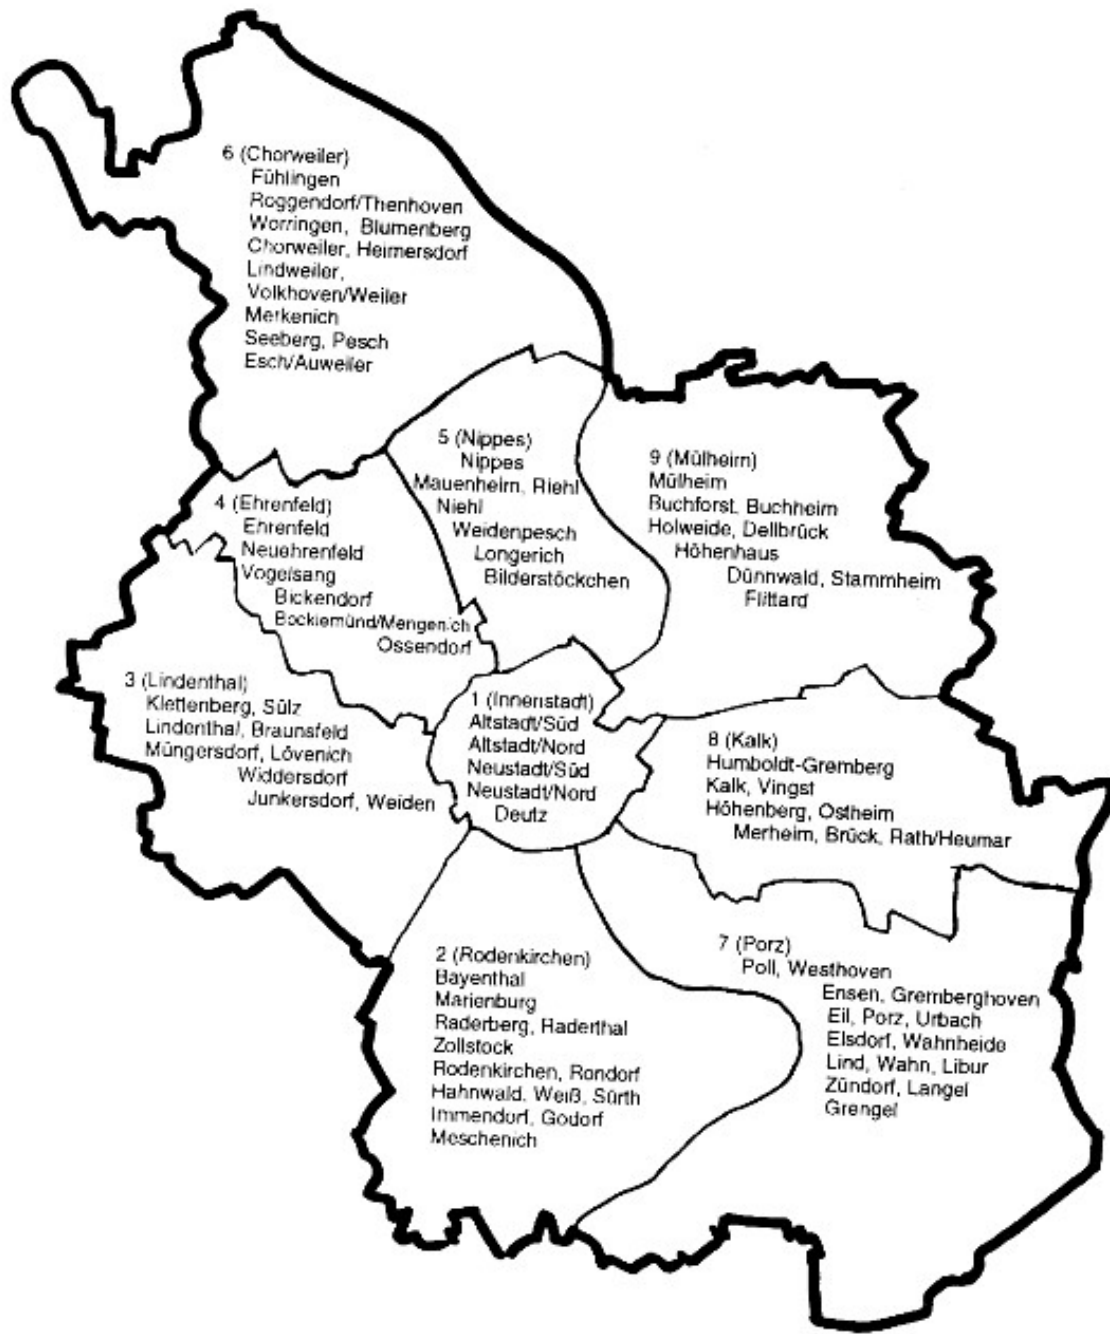 6 (Chorweiler)
Fühlingen
Roggendorf/Thenhoven
Worringen, Blumenberg
Chorweiler, Heimersdorf
Lindweiler,
Volkhoven/Weiler
Merkenich
Seeberg, Pesch
Esch/Auweiler
5 (Nippes)
Nippes
Mauenheim, Riehl
Niehl
Weidenpesch
Longerich
Bilderstöckchen
9 (Mülheim)
Mülheim
Buchforst, Buchheim
Holweide, Dellbrück
Höhenhaus
Dünnwald, Stammheim
Flittard
4 (Ehrenfeld)
Ehrenfeld
Neuehrenfeld
Vogelsang
Bickendorf
Bocklemünd/Mengenich
Ossendorf
3 (Lindenthal)
Klettenberg, Sülz
Lindenthal, Braunsfeld
Müngersdorf, Lövenich
Widdersdorf
Junkersdorf, Weiden
1 (Innenstadt)
Altstadt/Süd
Altstadt/Nord
Neustadt/Süd
Neustadt/Nord
Deutz
8 (Kalk)
Humboldt-Gremberg
Kalk, Vingst
Höhenberg, Ostheim
Merheim, Brück, Rath/Heumar
2 (Rodenkirchen)
Bayenthal
Marienburg
Raderberg, Raderthal
Zollstock
Rodenkirchen, Rondorf
Hahnwald, Weiß, Sürth
Immendorf, Godorf
Meschenich
7 (Porz)
Poll, Westhoven
Ensen, Gremberghoven
Eil, Porz, Urbach
Elsdorf, Wahnheide
Lind, Wahn, Libur
Zündorf, Langel
Grengel